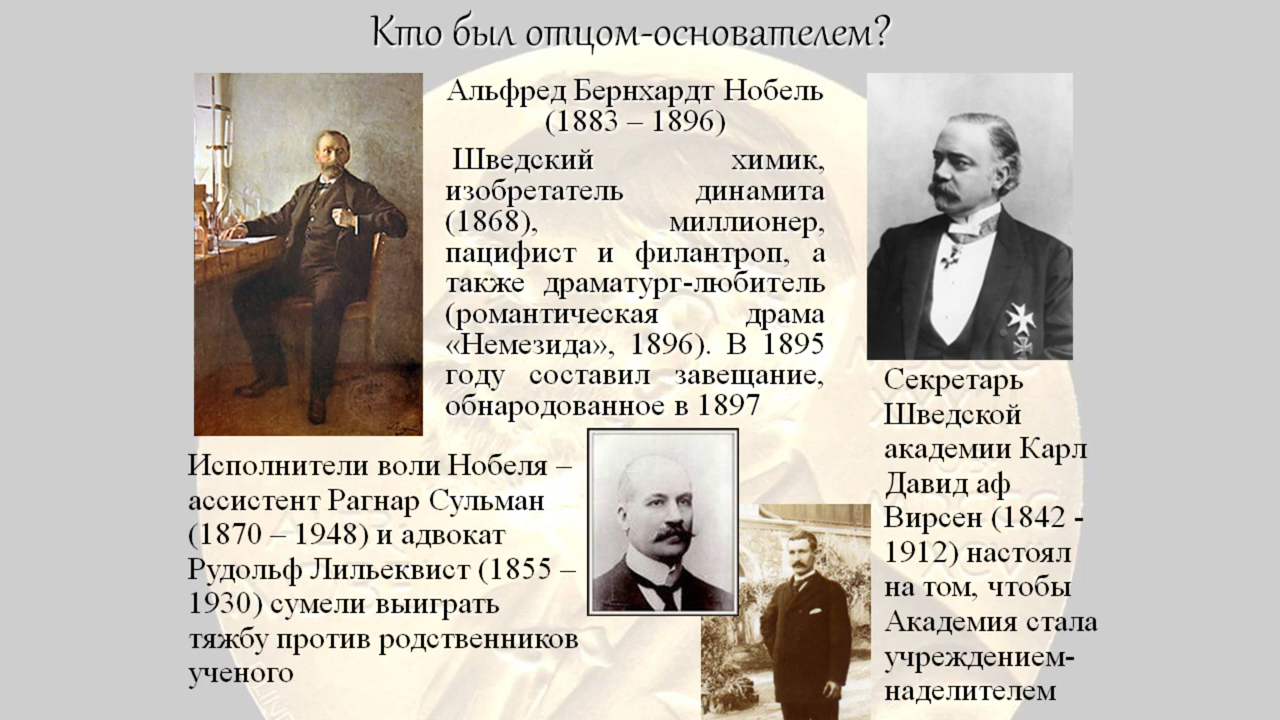 Кто был отцом-основателем?
Альфред Бернхардт Нобель
(1883 – 1896)
Шведский химик,
изобретатель динамита
(1868), миллионер,
пацифист и филантроп, а
также драматург-любитель
(романтическая драма
«Немезида», 1896). В 1895
году составил завещание,
обнародованное в 1897
Секретарь
Шведской
академии Карл
Давид аф
Вирсен (1842 -
1912) настоял
на том, чтобы
Академия стала
учреждением-
наделителем
Исполнители воли Нобеля –
ассистент Рагнар Сульман
(1870 – 1948) и адвокат
Рудольф Лильеквист (1855 –
1930) сумели выиграть
тяжбу против родственников
ученого